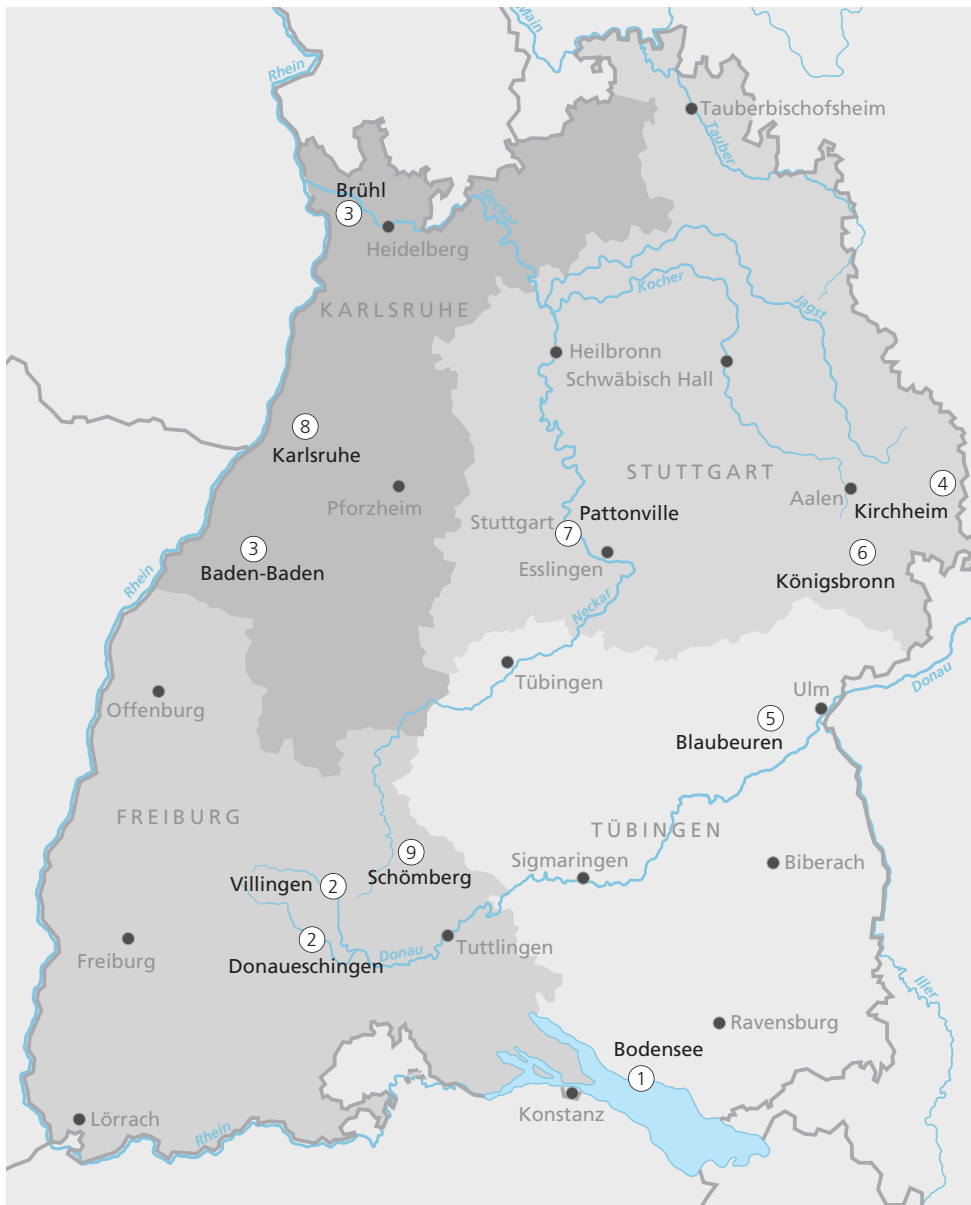 Main
Rhein
Tauberbischofsheim
Tauber
Brühl
3
Neckar
Heidelberg
KARLSRUHE
Kocher
Jagst
Heilbronn
Schwäbisch Hall
8
Karlsruhe
STUTTGART
Pforzheim
Aalen
4
Kirchheim
Stuttgart
Pattonville
7
3
Baden-Baden
Esslingen
6
Königsbronn
Rhein
Neckar
Tübingen
Donau
Offenburg
Ulm
5
Blaubeuren
FREIBURG
TÜBINGEN
9
Schömberg
Sigmaringen
Biberach
Villingen
2
2
Donaueschingen
Donau
Tuttlingen
Freiburg
Iller
Ravensburg
Bodensee
1
Konstanz
Lörrach
Rhein